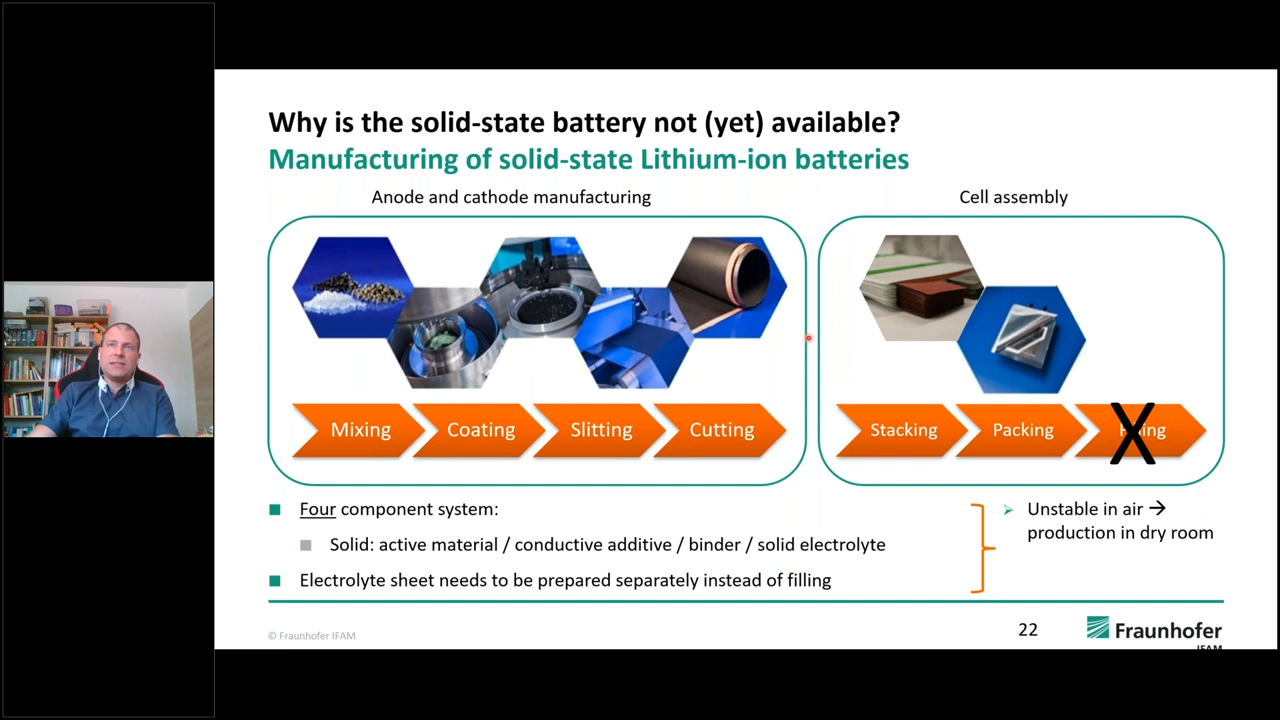 Why is the solid-state battery not (yet) available?
Manufacturing of solid-state Lithium-ion batteries
Anode and cathode manufacturing
Cell assembly
Mixing
Coating
Slitting
Cutting
Stacking
Packing
X
Four component system:
Solid: active material / conductive additive / binder / solid electrolyte
Electrolyte sheet needs to be prepared separately instead of filling
Unstable in air →
production in dry room
© Fraunhofer IFAM
22
Fraunhofer
IFAM